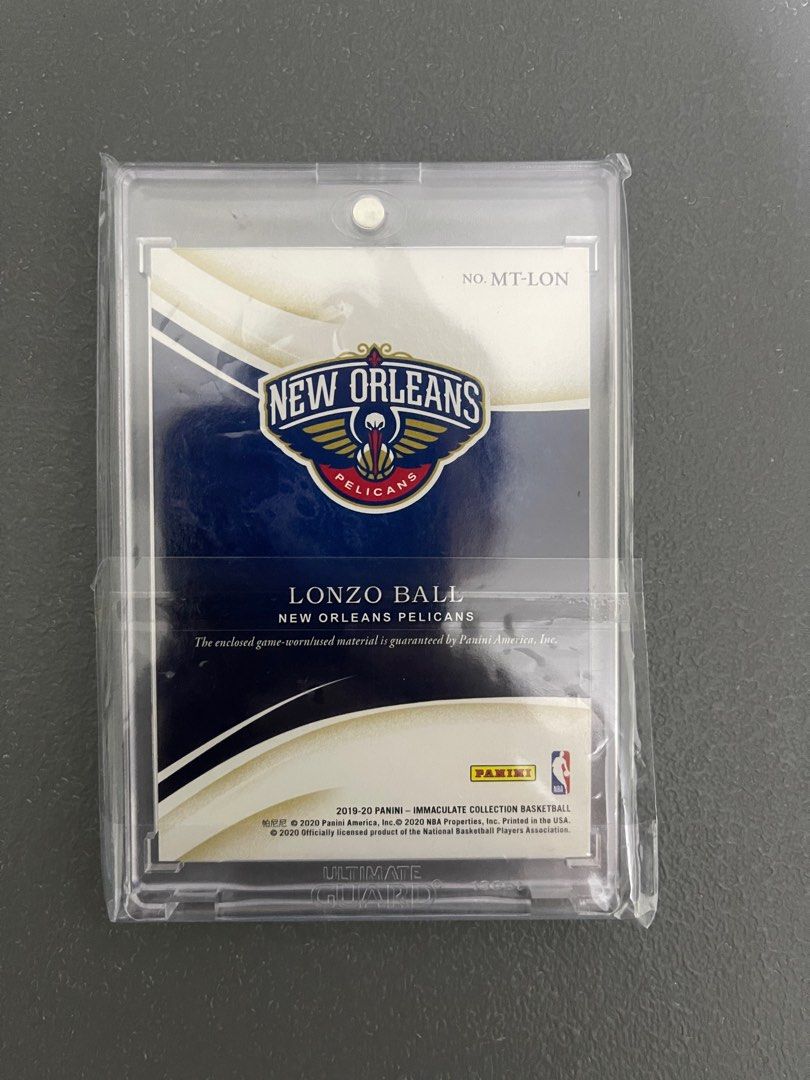 NO. MT-LON
NEW ORLEANS
PELICANS
LONZO BALL
NEW ORLEANS PELICANS
The enclosed game-worn/used material is guaranteed by Panini America, Inc.
PANINI
NBA
2019-20 PANINI – IMMACULATE COLLECTION BASKETBALL
帕尼尼 © 2020 Panini America, Inc.© 2020 NBA Properties, Inc. Printed in the USA.
© 2020 Officially licensed product of the National Basketball Players Association.
ULTIMATE
GUARD®